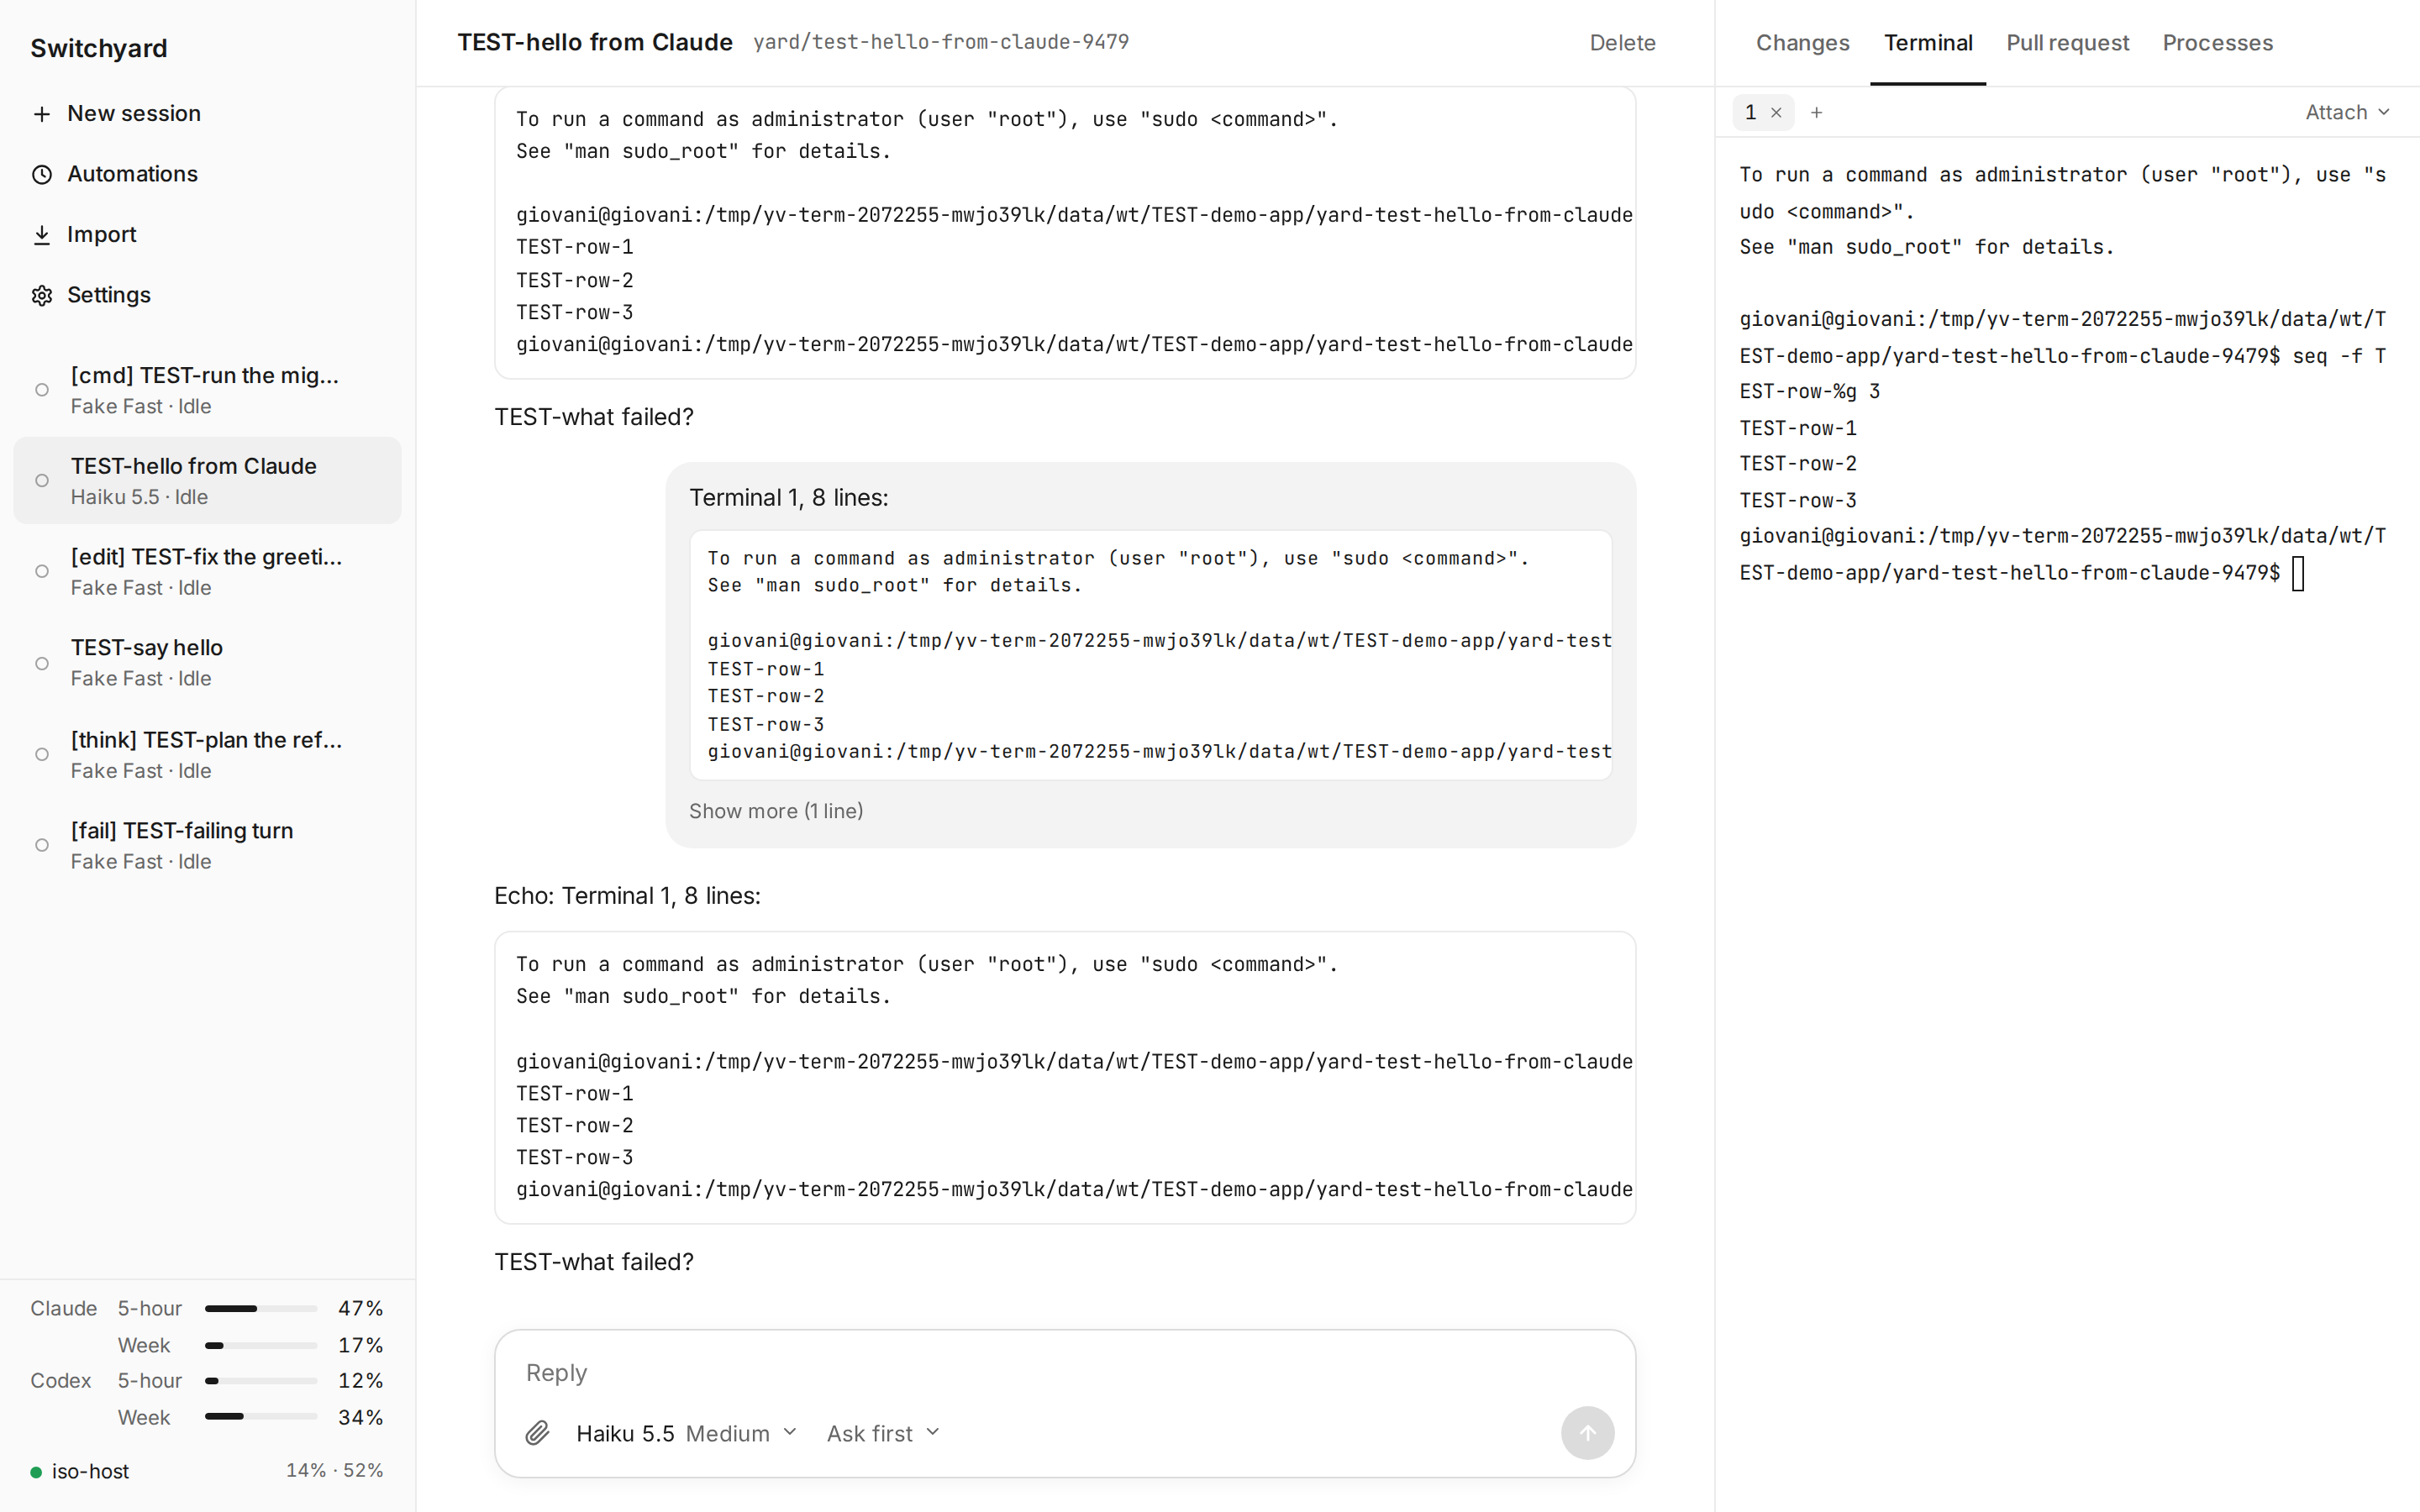 Switchyard
New session
Automations
Import
Settings
[cmd] TEST-run the mig...
Fake Fast · Idle
TEST-hello from Claude
Haiku 5.5 · Idle
[edit] TEST-fix the greeti...
Fake Fast · Idle
TEST-say hello
Fake Fast · Idle
[think] TEST-plan the ref...
Fake Fast · Idle
[fail] TEST-failing turn
Fake Fast · Idle
Claude 5-hour 47%
Week 17%
Codex 5-hour 12%
Week 34%
iso-host 14% · 52%
TEST-hello from Claude yard/test-hello-from-claude-9479 Delete
To run a command as administrator (user "root"), use "sudo <command>".
See "man sudo_root" for details.
giovani@giovani:/tmp/yv-term-2072255-mwjo39lk/data/wt/TEST-demo-app/yard-test-hello-from-claude
TEST-row-1
TEST-row-2
TEST-row-3
giovani@giovani:/tmp/yv-term-2072255-mwjo39lk/data/wt/TEST-demo-app/yard-test-hello-from-claude
TEST-what failed?
Terminal 1, 8 lines:
To run a command as administrator (user "root"), use "sudo <command>".
See "man sudo_root" for details.
giovani@giovani:/tmp/yv-term-2072255-mwjo39lk/data/wt/TEST-demo-app/yard-test
TEST-row-1
TEST-row-2
TEST-row-3
giovani@giovani:/tmp/yv-term-2072255-mwjo39lk/data/wt/TEST-demo-app/yard-test
Show more (1 line)
Echo: Terminal 1, 8 lines:
To run a command as administrator (user "root"), use "sudo <command>".
See "man sudo_root" for details.
giovani@giovani:/tmp/yv-term-2072255-mwjo39lk/data/wt/TEST-demo-app/yard-test-hello-from-claude
TEST-row-1
TEST-row-2
TEST-row-3
giovani@giovani:/tmp/yv-term-2072255-mwjo39lk/data/wt/TEST-demo-app/yard-test-hello-from-claude
TEST-what failed?
Reply
Haiku 5.5 Medium Ask first
Changes Terminal Pull request Processes
1 × + Attach
To run a command as administrator (user "root"), use "s
udo <command>".
See "man sudo_root" for details.
giovani@giovani:/tmp/yv-term-2072255-mwjo39lk/data/wt/T
EST-demo-app/yard-test-hello-from-claude-9479$ seq -f T
EST-row-%g 3
TEST-row-1
TEST-row-2
TEST-row-3
giovani@giovani:/tmp/yv-term-2072255-mwjo39lk/data/wt/T
EST-demo-app/yard-test-hello-from-claude-9479$